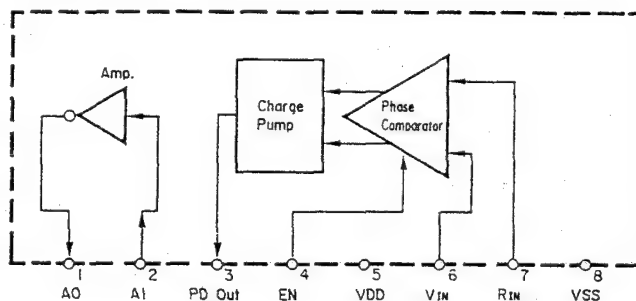 Amp.
Charge
Pump
Phase
Comparator
1 2 3 4 5 6 7 8
AO AI PD Out EN VDD VIN RIN VSS